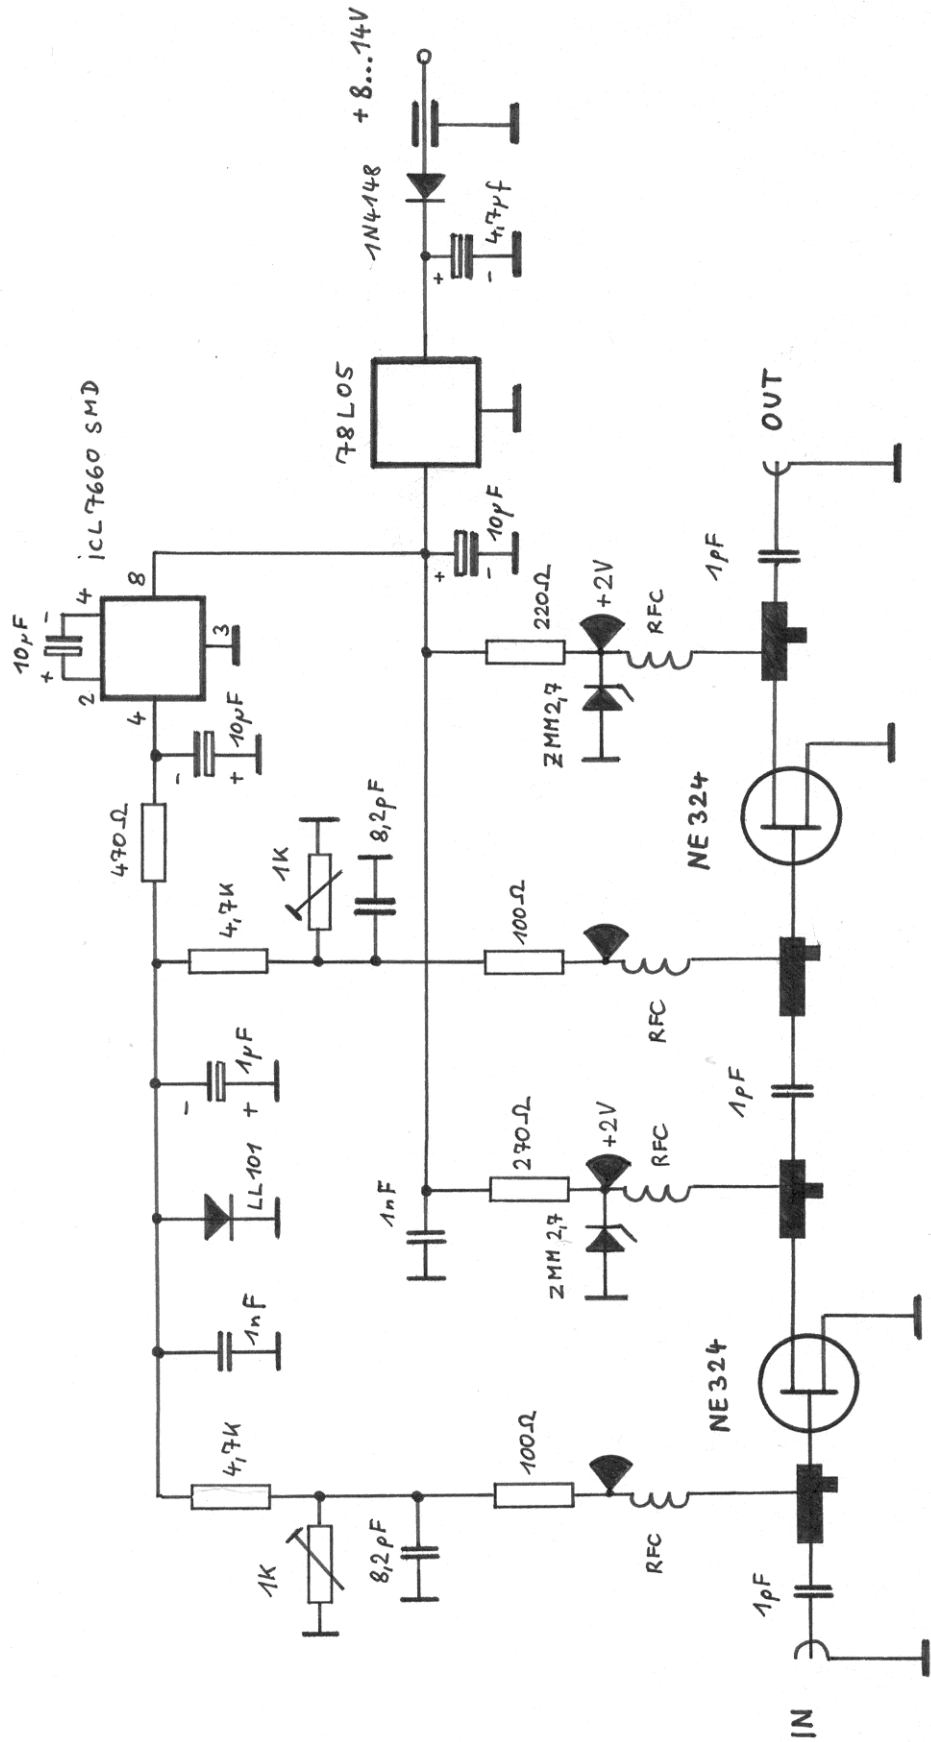 +8...14V
1N4148
4,7µf
78L05
iCL7660 SMD
10µF
+
-
4
2
8
3
4
10µF
-
+
10µF
+
-
+
-
470Ω
4,7K
1K
8,2pF
220Ω
+2V
ZMM2,7
RFC
1pF
OUT
NE324
100Ω
RFC
1µF
-
+
LL101
1nF
1nF
270Ω
+2V
ZMM 2,7
RFC
1pF
NE324
4,7K
1K
8,2pF
100Ω
RFC
1pF
IN